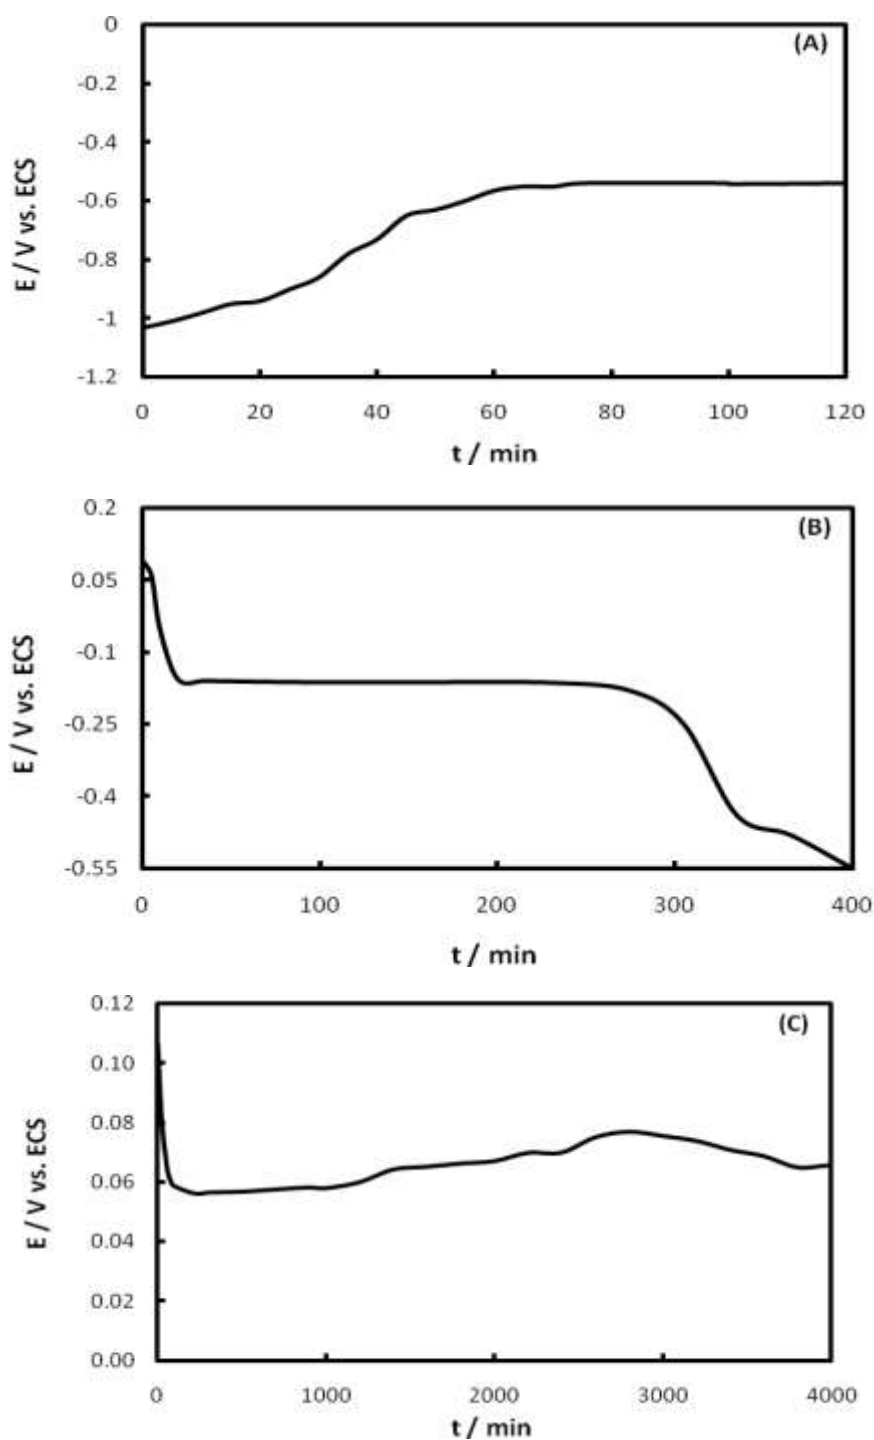 (A)
0
-0.2
-0.4
-0.6
-0.8
-1
-1.2
E / V vs. ECS
0 20 40 60 80 100 120
t / min
(B)
0.2
0.05
-0.1
-0.25
-0.4
-0.55
E / V vs. ECS
0 100 200 300 400
t / min
(C)
0.12
0.10
0.08
0.06
0.04
0.02
0.00
E / V vs. ECS
0 1000 2000 3000 4000
t / min